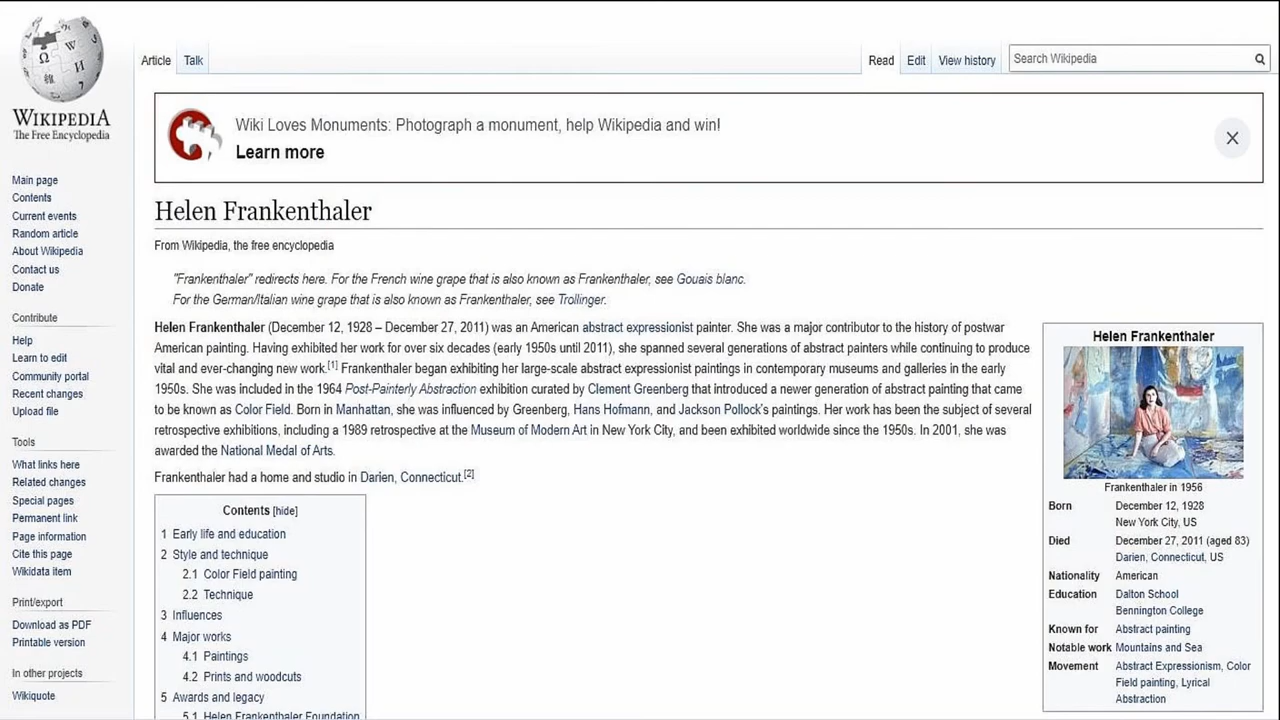 WIKIPEDIA
The Free Encyclopedia
Main page
Contents
Current events
Random article
About Wikipedia
Contact us
Donate
Contribute
Help
Learn to edit
Community portal
Recent changes
Upload file
Tools
What links here
Related changes
Special pages
Permanent link
Page information
Cite this page
Wikidata item
Print/export
Download as PDF
Printable version
In other projects
Wikiquote
Article Talk Read Edit View history Search Wikipedia
Wiki Loves Monuments: Photograph a monument, help Wikipedia and win!
Learn more
Helen Frankenthaler
From Wikipedia, the free encyclopedia
"Frankenthaler" redirects here. For the French wine grape that is also known as Frankenthaler, see Gouais blanc.
For the German/Italian wine grape that is also known as Frankenthaler, see Trollinger.
Helen Frankenthaler (December 12, 1928 – December 27, 2011) was an American abstract expressionist painter. She was a major contributor to the history of postwar
American painting. Having exhibited her work for over six decades (early 1950s until 2011), she spanned several generations of abstract painters while continuing to produce
vital and ever-changing new work.[1] Frankenthaler began exhibiting her large-scale abstract expressionist paintings in contemporary museums and galleries in the early
1950s. She was included in the 1964 Post-Painterly Abstraction exhibition curated by Clement Greenberg that introduced a newer generation of abstract painting that came
to be known as Color Field. Born in Manhattan, she was influenced by Greenberg, Hans Hofmann, and Jackson Pollock's paintings. Her work has been the subject of several
retrospective exhibitions, including a 1989 retrospective at the Museum of Modern Art in New York City, and been exhibited worldwide since the 1950s. In 2001, she was
awarded the National Medal of Arts.
Frankenthaler had a home and studio in Darien, Connecticut.[2]
Contents [hide]
1 Early life and education
2 Style and technique
2.1 Color Field painting
2.2 Technique
3 Influences
4 Major works
4.1 Paintings
4.2 Prints and woodcuts
5 Awards and legacy
5.1 Helen Frankenthaler Foundation
Helen Frankenthaler
Frankenthaler in 1956
Born December 12, 1928
New York City, US
Died December 27, 2011 (aged 83)
Darien, Connecticut, US
Nationality American
Education Dalton School
Bennington College
Known for Abstract painting
Notable work Mountains and Sea
Movement Abstract Expressionism, Color
Field painting, Lyrical
Abstraction